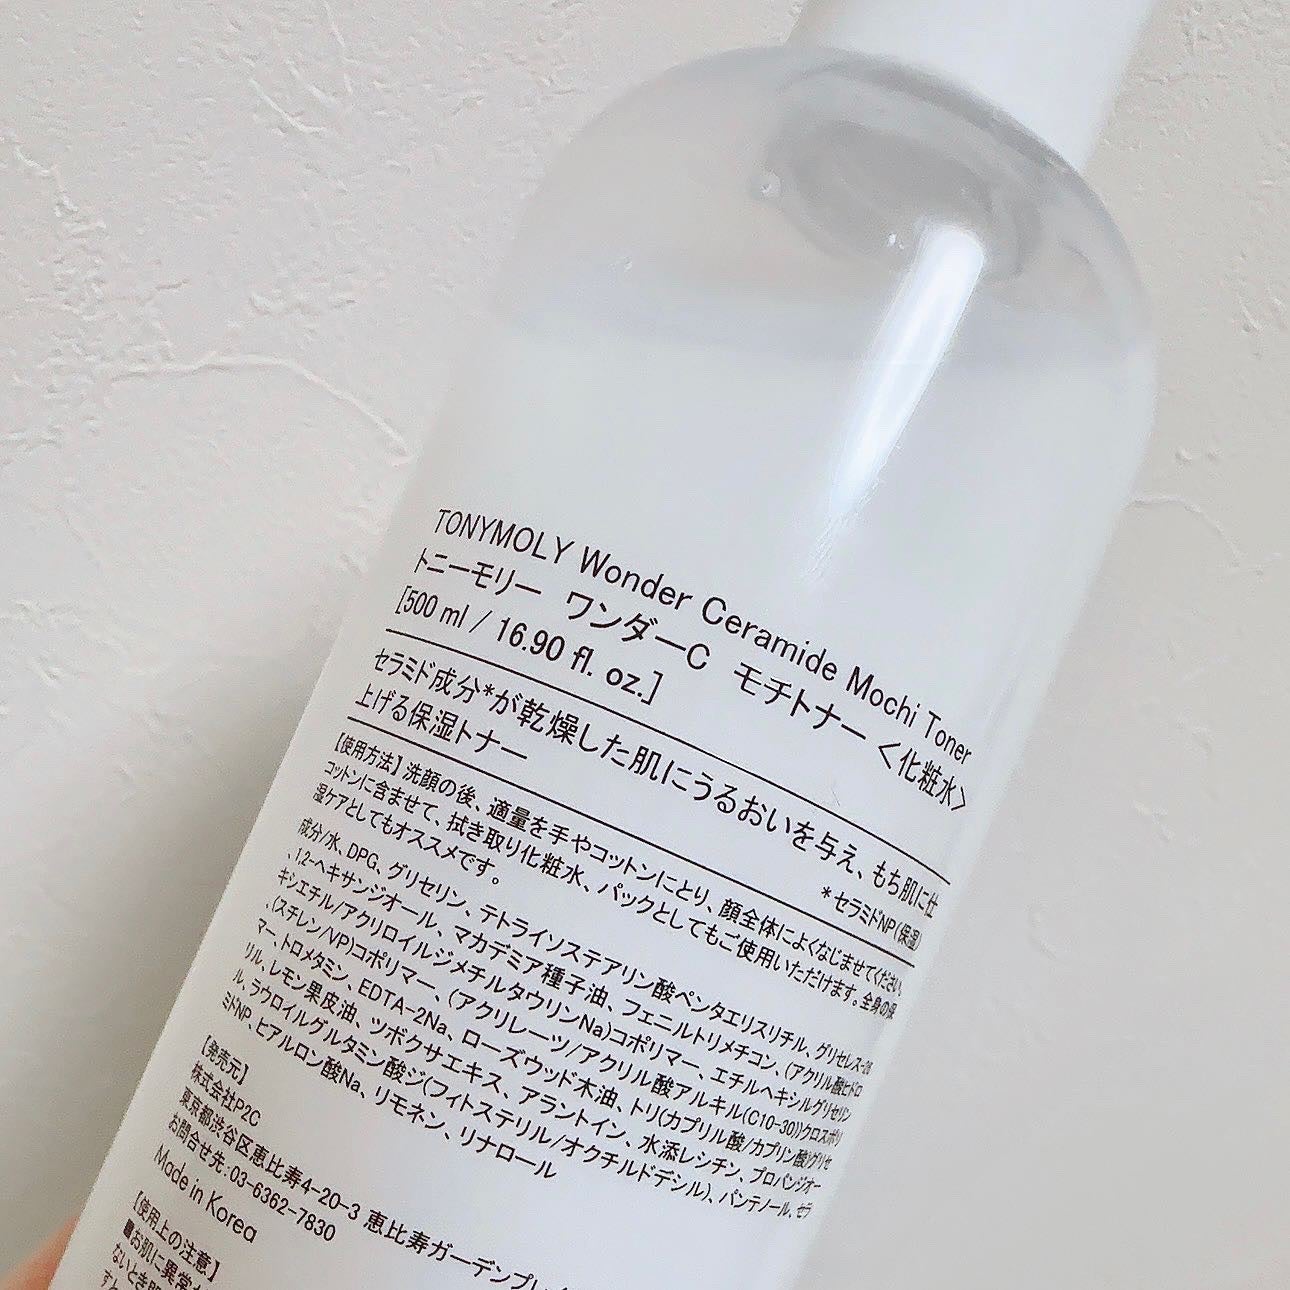 TONYMOLY Wonder Ceramide Mochi Toner
トニーモリー ワンダーC モチトナー <化粧水>
[500 ml / 16.90 fl. oz.]
セラミド成分*が乾燥した肌にうるおいを与え、もち肌に仕
上げる保湿トナー
*セラミドNP(保湿)
【使用方法】洗顔の後、適量を手やコットンにとり、顔全体によくなじませてください。
コットンに含ませて、拭き取り化粧水、パックとしてもご使用いただけます。全身の保
湿ケアとしてもオススメです。
成分/水、DPG、グリセリン、テトライソステアリン酸ペンタエリスリチル、グリセレス-26
、1,2-ヘキサンジオール、マカデミア種子油、フェニルトリメチコン、(アクリル酸ヒドロ
キシエチル/アクリロイルジメチルタウリンNa)コポリマー、エチルヘキシルグリセリン
、(スチレン/VP)コポリマー、(アクリレーツ/アクリル酸アルキル(C10-30))クロスポリ
マー、トロメタミン、EDTA-2Na、ローズウッド木油、トリ(カプリル酸/カプリン酸)グリセ
リル、レモン果皮油、ツボクサエキス、アラントイン、水添レシチン、プロパンジオー
ル、ラウロイルグルタミン酸ジ(フィトステリル/オクチルドデシル)、パンテノール、セラ
ミドNP、ヒアルロン酸Na、リモネン、リナロール
【発売元】
株式会社P2C
東京都渋谷区恵比寿4-20-3 恵比寿ガーデンプレイ
お問合せ先：03-6362-7830
Made in Korea
【使用上の注意】
■お肌に異常が
ないとき